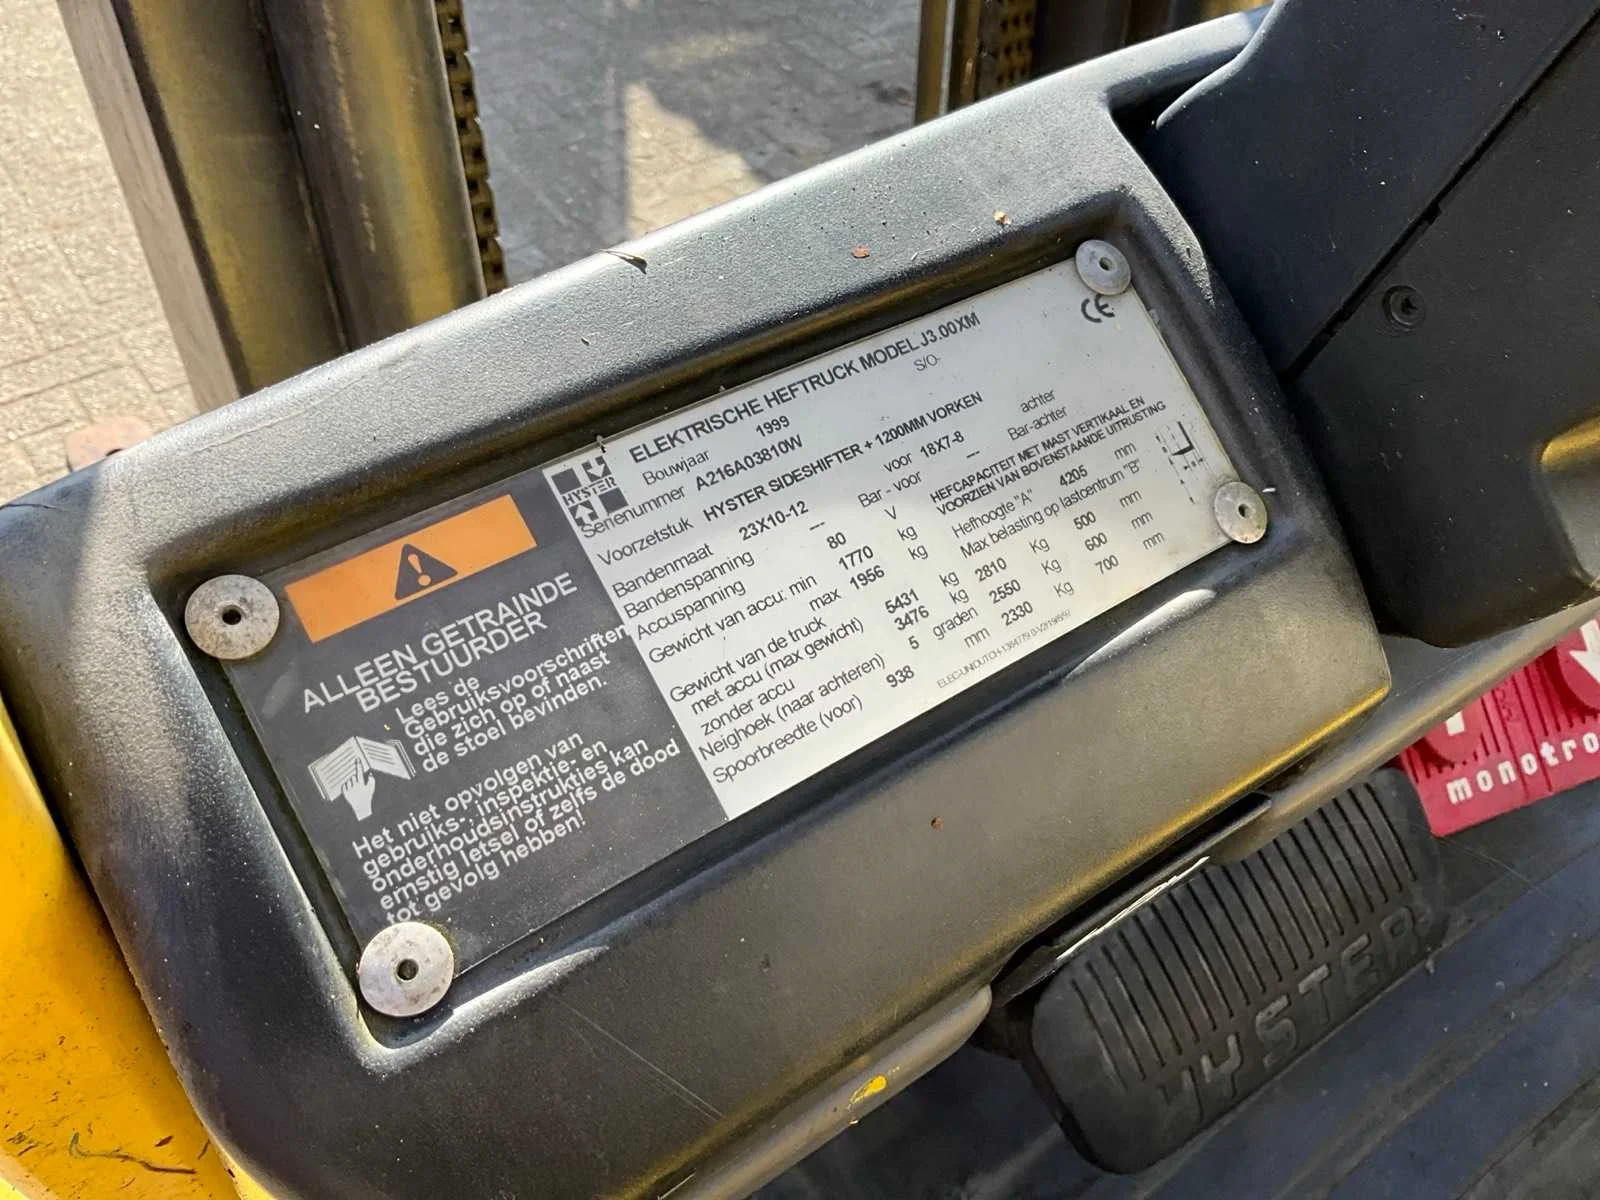 ELEKTRISCHE HEFTRUCK MODEL J3.00XM
Bouwjaar 1999 S/O-
CE
HYSTER
Serienummer A216A03810W
Voorzetstuk HYSTER SIDESHIFTER + 1200MM VORKEN
Bandenmaat 23X10-12 voor 18X7-8 achter
Bandenspanning --- Bar - voor --- Bar-achter
Accuspanning 80 V
Gewicht van accu: min 1770 kg
max 1956 kg
Gewicht van de truck
met accu (max gewicht) 5431 kg
zonder accu 3476 kg
Neighoek (naar achteren) 5 graden
Spoorbreedte (voor) 938 mm
HEFCAPACITEIT MET MAST VERTIKAAL EN
VOORZIEN VAN BOVENSTAANDE UITRUSTING
Hefhoogte "A" 4205 mm
Max belasting op lastcentrum "B"
2810 Kg 500 mm
2550 Kg 600 mm
2330 Kg 700 mm
ALLEEN GETRAINDE
BESTUURDER
Lees de
Gebruiksvoorschriften
die zich op of naast
de stoel bevinden.
Het niet opvolgen van
gebruiks-, inspektie- en
onderhoudsinstrukties kan
ernstig letsel of zelfs de dood
tot gevolg hebben!
monotro
HYSTER